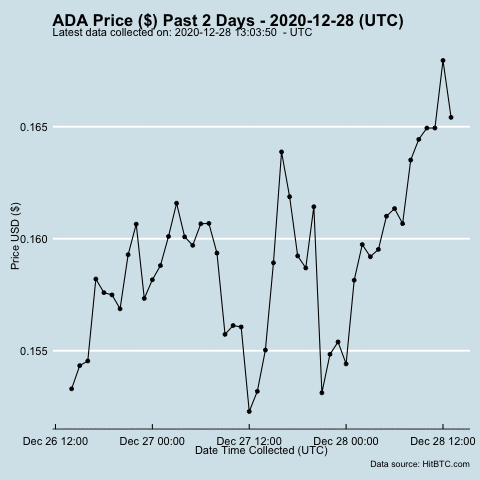 ADA Price ($) Past 2 Days - 2020-12-28 (UTC)
Latest data collected on: 2020-12-28 13:03:50  - UTC
0.165
0.160
0.155
Price USD ($)
Dec 26 12:00 Dec 27 00:00 Dec 27 12:00 Dec 28 00:00 Dec 28 12:00
Date Time Collected (UTC)
Data source: HitBTC.com